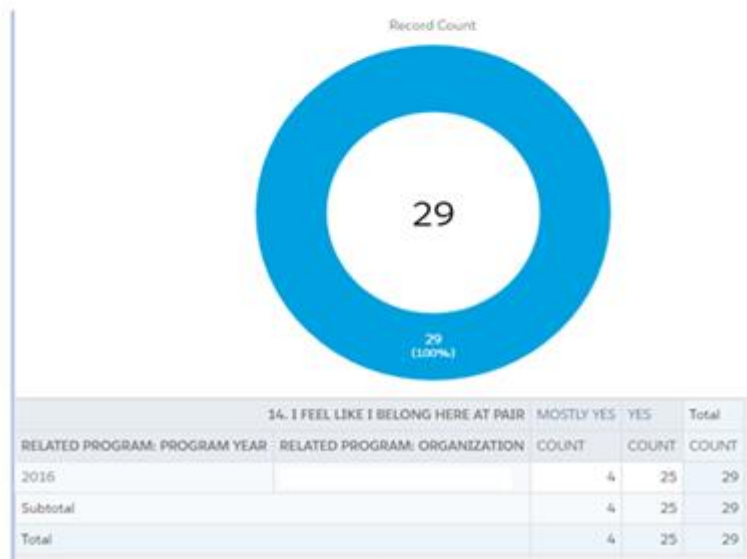 Record Count
29
29
(100%)
14. I FEEL LIKE I BELONG HERE AT PAIR MOSTLY YES YES Total
RELATED PROGRAM: PROGRAM YEAR RELATED PROGRAM: ORGANIZATION COUNT COUNT COUNT
2016 4 25 29
Subtotal 4 25 29
Total 4 25 29